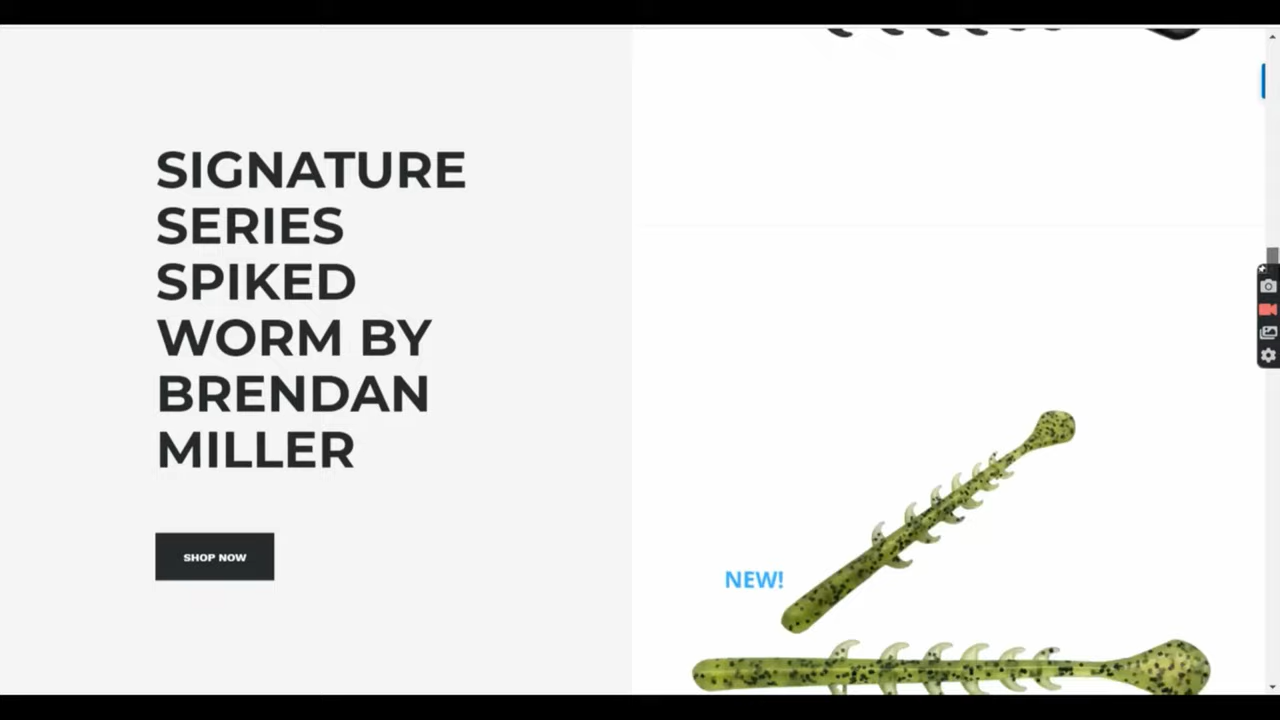 SIGNATURE
SERIES
SPIKED
WORM BY
BRENDAN
MILLER
SHOP NOW
NEW!